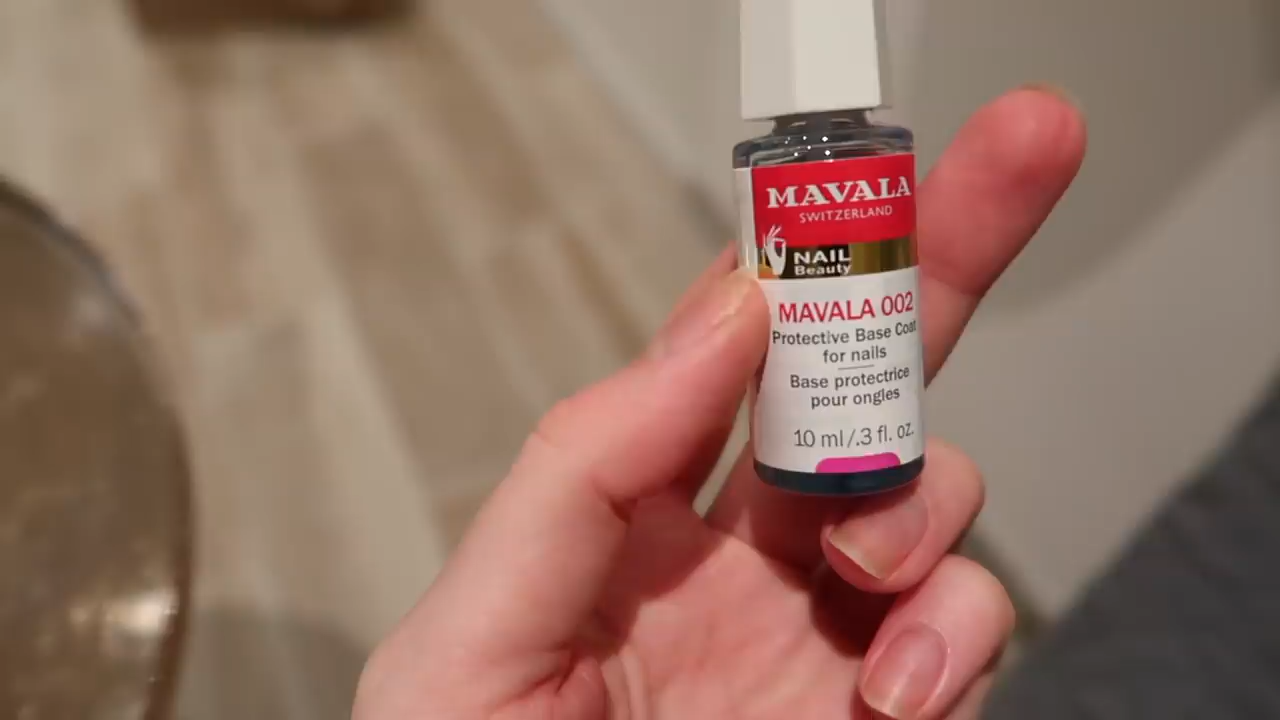 MAVALA
SWITZERLAND
NAIL
Beauty
MAVALA 002
Protective Base Coat
for nails
Base protectrice
pour ongles
10 ml/.3 fl. oz.